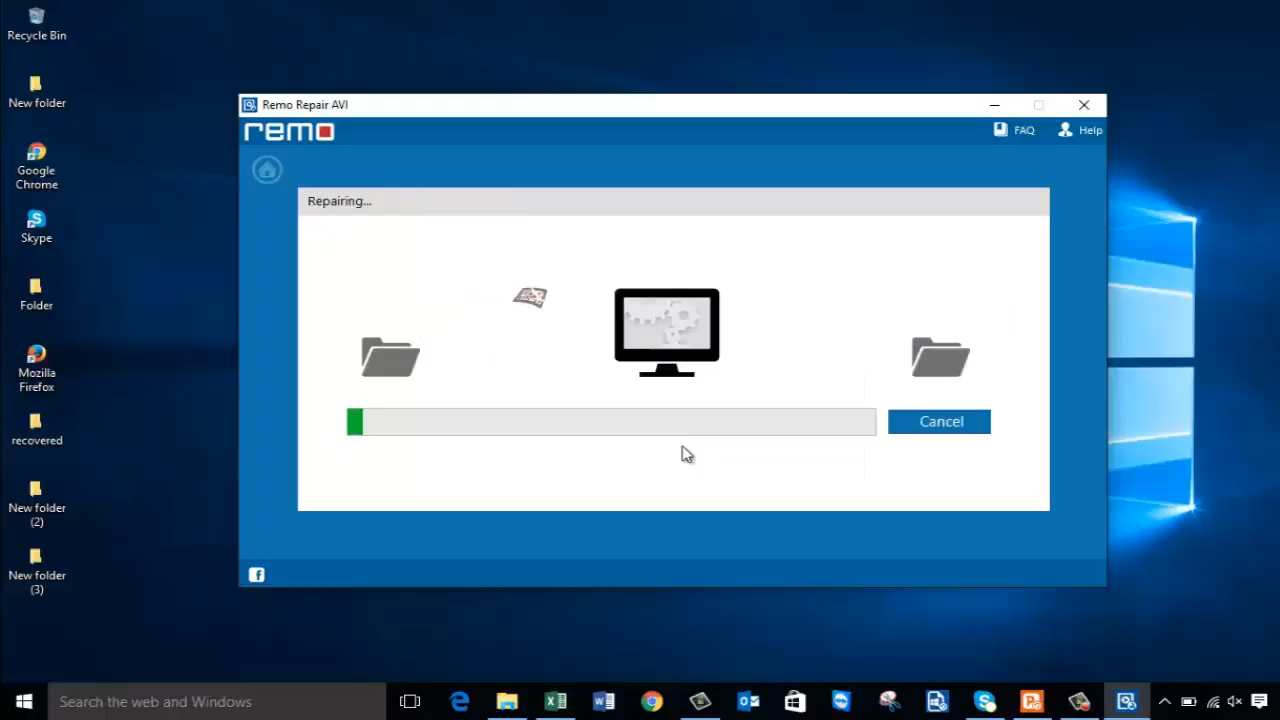 Recycle Bin
New folder
Google
Chrome
Skype
Folder
Mozilla
Firefox
recovered
New folder
(2)
New folder
(3)
Remo Repair AVI
remo
FAQ
Help
Repairing...
Cancel
f
Search the web and Windows